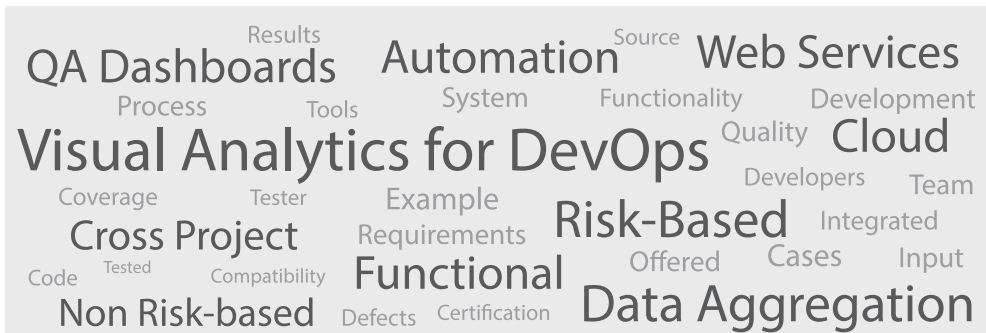 Results
Source
QA Dashboards
Automation
Web Services
Process
Tools
System
Functionality
Development
Visual Analytics for DevOps
Quality
Cloud
Coverage
Tester
Example
Developers
Team
Cross Project
Requirements
Risk-Based
Integrated
Code
Tested
Compatibility
Functional
Offered
Cases
Input
Non Risk-based
Defects
Certification
Data Aggregation